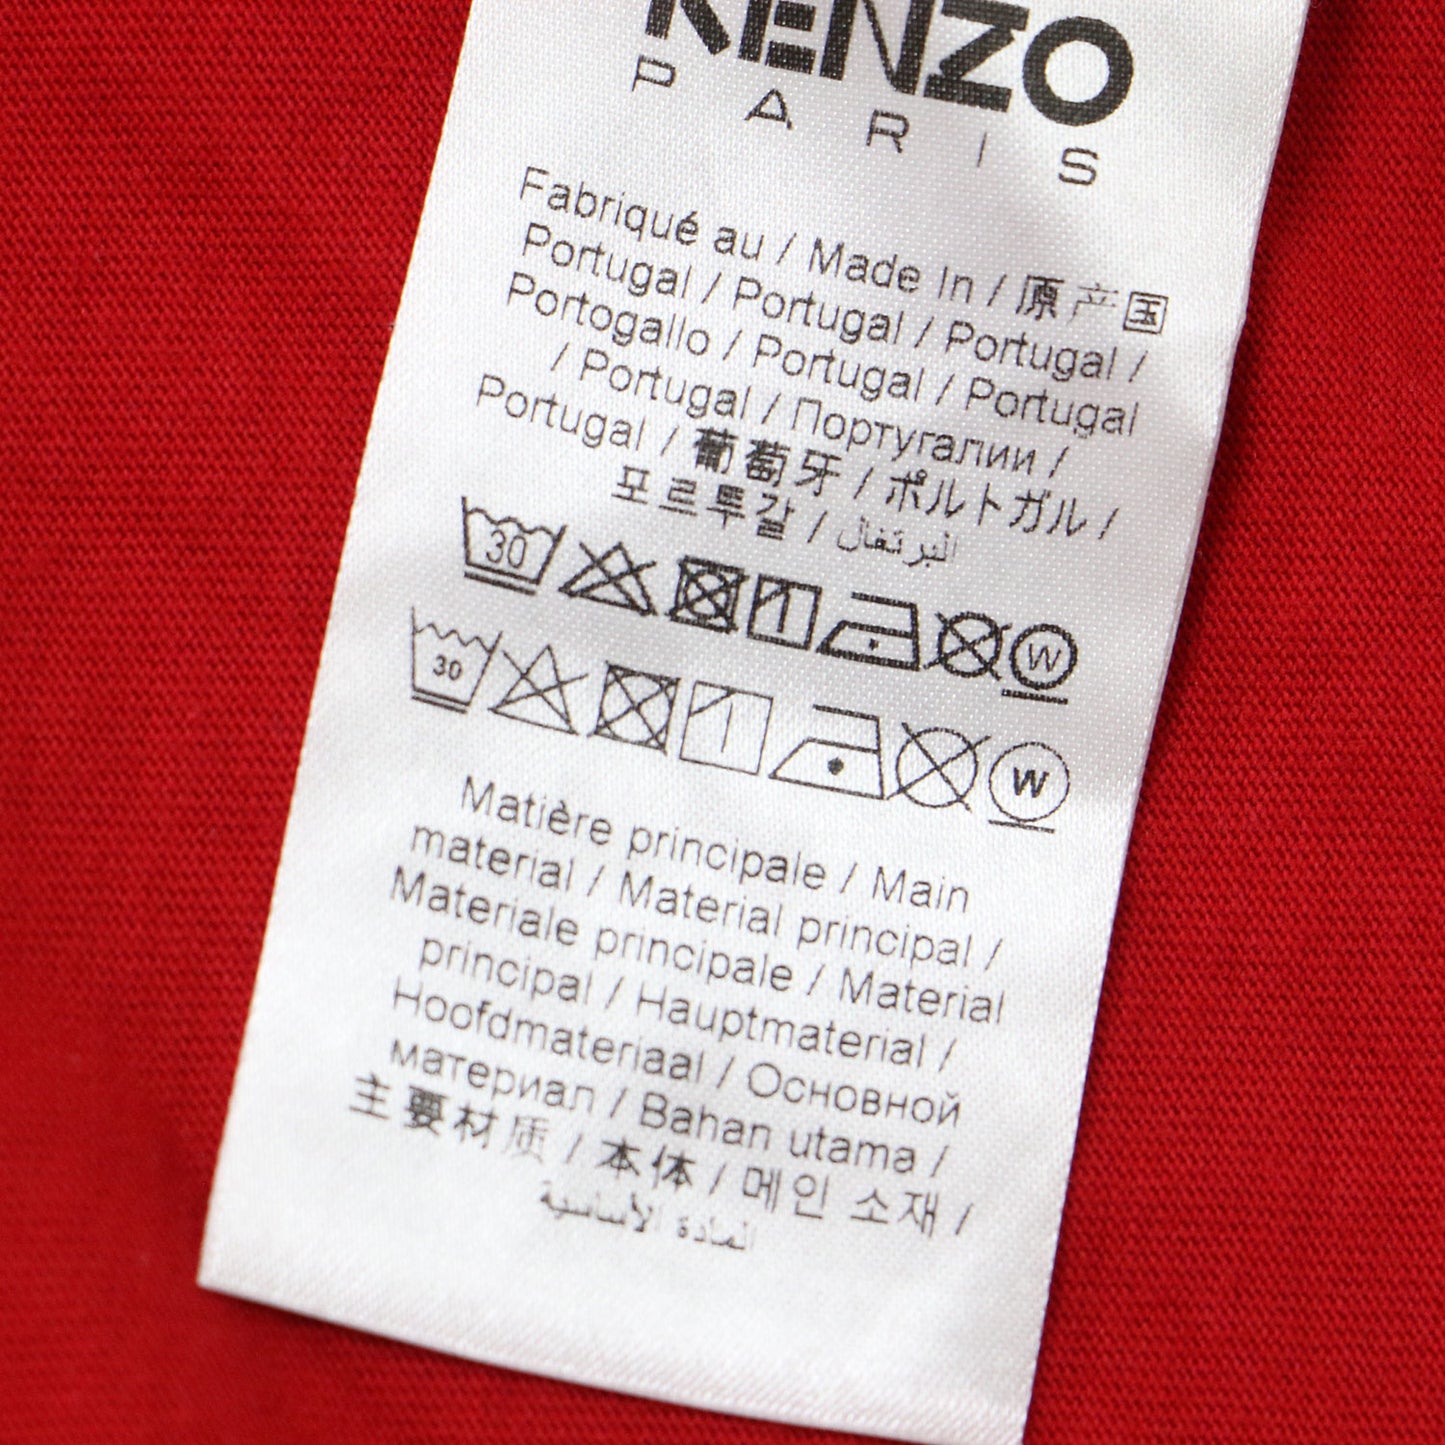 KENZO
PARIS
Fabriqué au / Made In / 原产国
Portugal / Portugal / Portugal /
Portogallo / Portugal / Portugal
/ Portugal / Португалии /
Portugal / 葡萄牙 / ポルトガル /
포르투갈 / البرتغال
30 W
30 W
Matière principale / Main
material / Material principal /
Materiale principale / Material
principal / Hauptmaterial /
Hoofdmateriaal / Основной
материал / Bahan utama /
主要材质 / 本体 / 메인 소재 /
المادة الأساسية